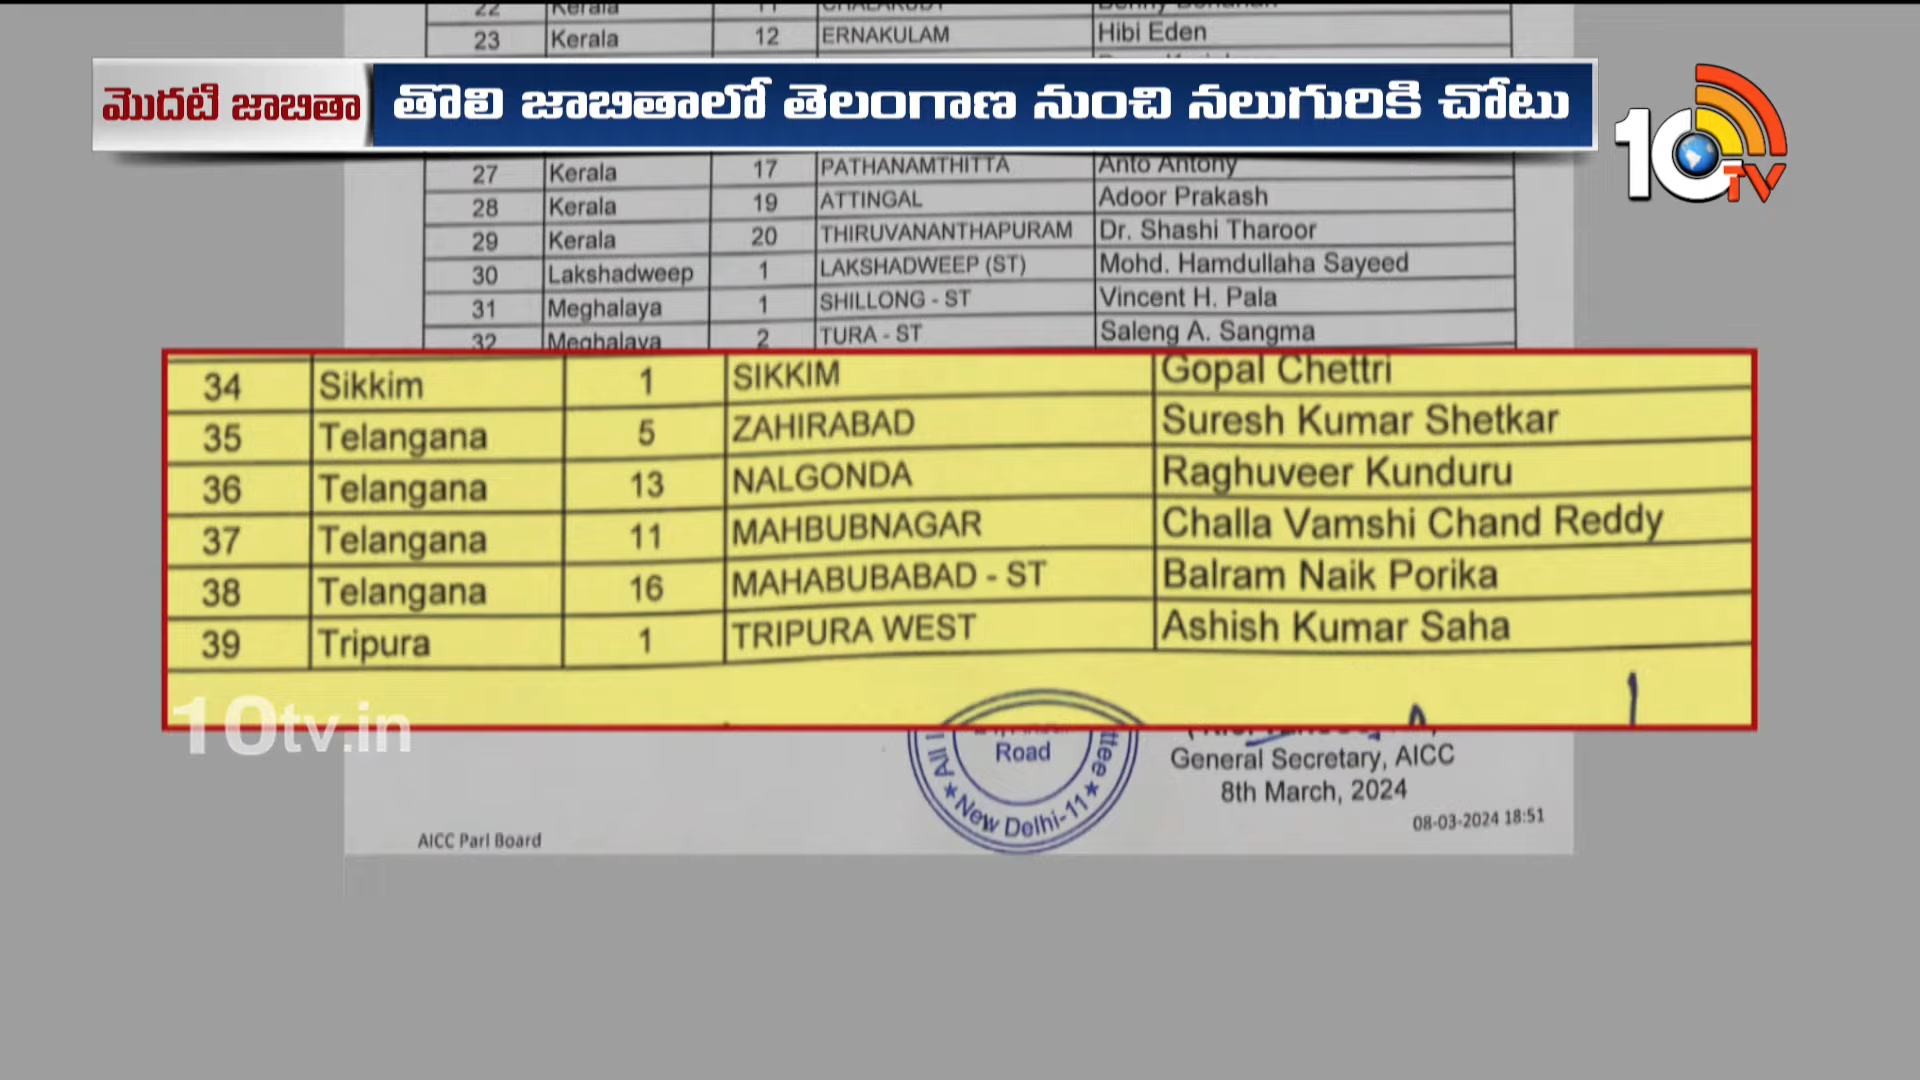 22 Kerala 11
23 Kerala 12 ERNAKULAM Hibi Eden
మొదటి జాబితా తొలి జాబితాలో తెలంగాణ నుంచి నలుగురికి చోటు
10TV
27 Kerala 17 PATHANAMTHITTA Anto Antony
28 Kerala 19 ATTINGAL Adoor Prakash
29 Kerala 20 THIRUVANANTHAPURAM Dr. Shashi Tharoor
30 Lakshadweep 1 LAKSHADWEEP (ST) Mohd. Hamdullaha Sayeed
31 Meghalaya 1 SHILLONG - ST Vincent H. Pala
32 Meghalaya 2 TURA - ST Saleng A. Sangma
34 Sikkim 1 SIKKIM Gopal Chettri
35 Telangana 5 ZAHIRABAD Suresh Kumar Shetkar
36 Telangana 13 NALGONDA Raghuveer Kunduru
37 Telangana 11 MAHBUBNAGAR Challa Vamshi Chand Reddy
38 Telangana 16 MAHABUBABAD - ST Balram Naik Porika
39 Tripura 1 TRIPURA WEST Ashish Kumar Saha
10tv.in
Road
All
New Delhi-11
General Secretary, AICC
8th March, 2024
08-03-2024 18:51
AICC Parl Board